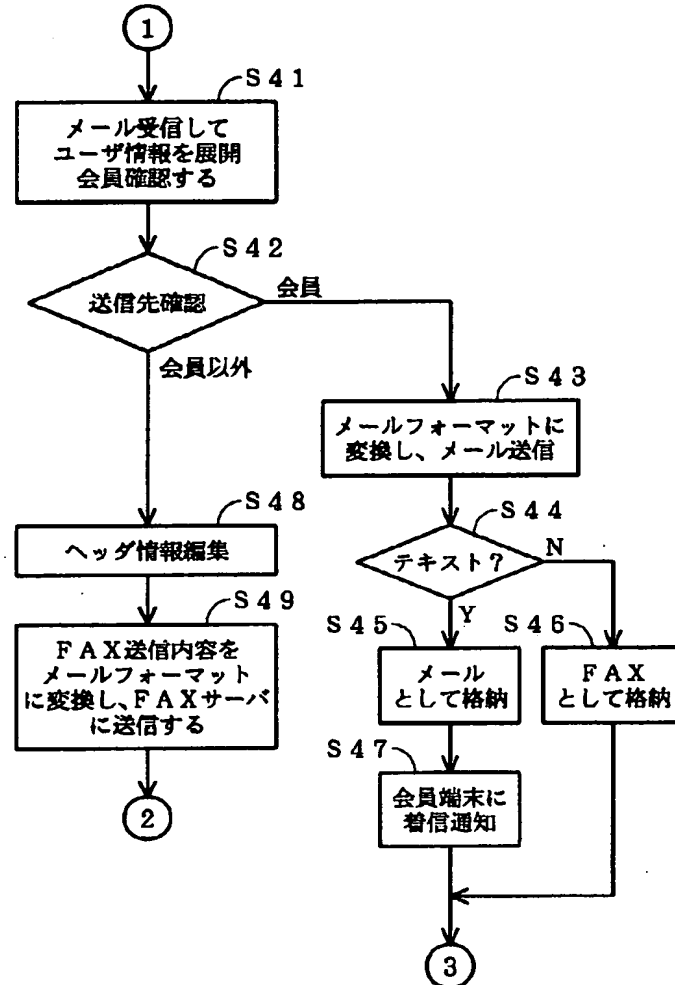 1
S41
メール受信して
ユーザ情報を展開
会員確認する
S42
送信先確認
会員
会員以外
S43
メールフォーマットに
変換し、メール送信
S44
テキスト?
N
Y
S45
メール
として格納
S46
FAX
として格納
S47
会員端末に
着信通知
3
S48
ヘッダ情報編集
S49
FAX送信内容を
メールフォーマット
に変換し、FAXサーバ
に送信する
2